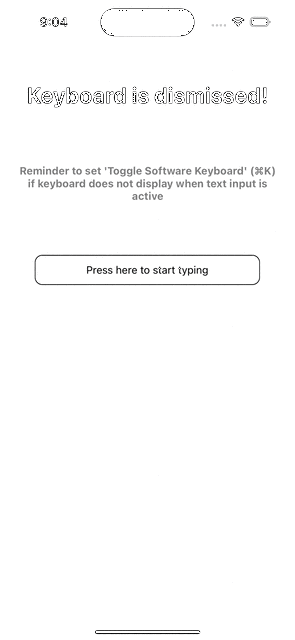 9:04
Keyboard is dismissed!
Reminder to set 'Toggle Software Keyboard' (⌘K)
if keyboard does not display when text input is
active
Press here to start typing